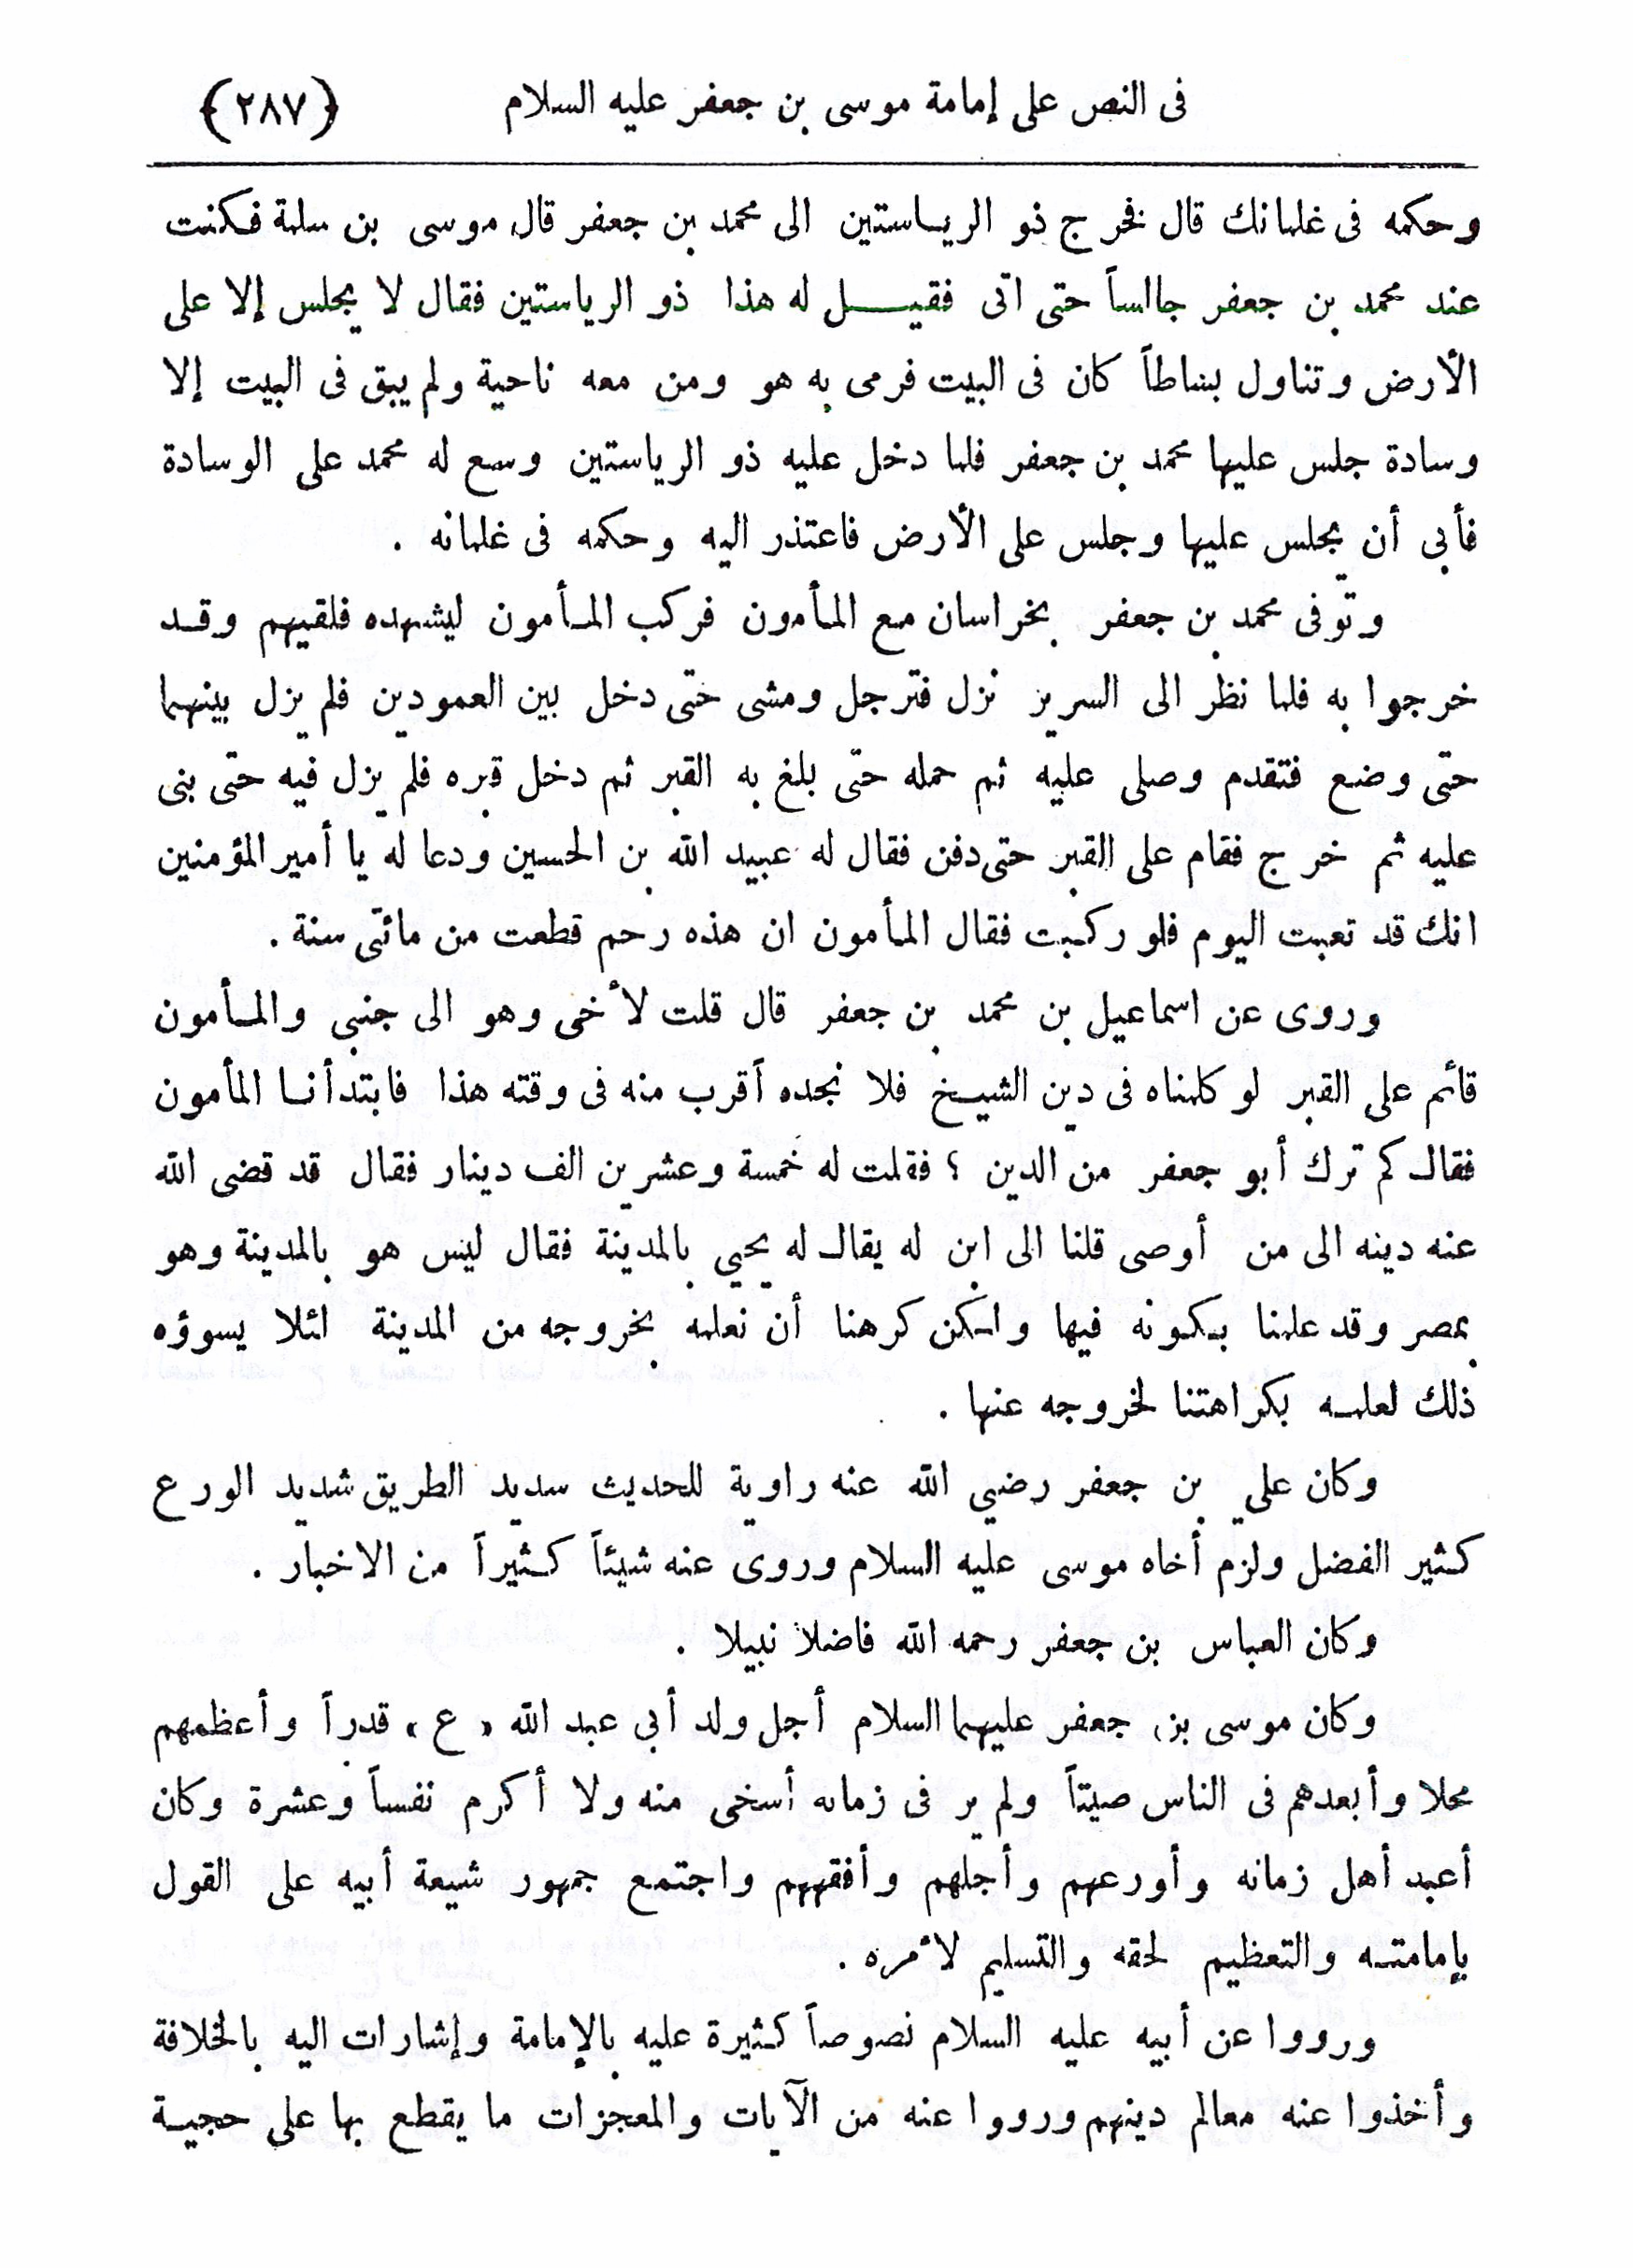 فى النص على إمامة موسى بن جعفر عليه السلام ﴿٢٨٧﴾
وحكمه فى غلمانك قال فخرج ذو الرياستين الى محمد بن جعفر قال موسى بن سلمة فكنت
عند محمد بن جعفر جالساً حتى اتى فقيل له هذا ذو الرياستين فقال لا يجلس إلا على
الأرض وتناول بساطاً كان فى البيت فرمى به هو ومن معه ناحية ولم يبق فى البيت إلا
وسادة جلس عليها محمد بن جعفر فلما دخل عليه ذو الرياستين وسع له محمد على الوسادة
فأبى أن يجلس عليها وجلس على الأرض فاعتذر اليه وحكمه فى غلمانه .
وتوفى محمد بن جعفر بخراسان مع المأمون فركب المأمون ليشهده فلقيهم وقد
خرجوا به فلما نظر الى السرير نزل فترجل ومشى حتى دخل بين العمودين فلم يزل بينهما
حتى وضع فتقدم وصلى عليه ثم حمله حتى بلغ به القبر ثم دخل قبره فلم يزل فيه حتى بنى
عليه ثم خرج فقام على القبر حتى دفن فقال له عبيد الله بن الحسين ودعا له يا أمير المؤمنين
انك قد تعبت اليوم فلو ركبت فقال المأمون ان هذه رحم قطعت من مائتى سنة .
وروى عن اسماعيل بن محمد بن جعفر قال قلت لأخى وهو الى جنبى والمأمون
قائم على القبر لو كلمناه فى دين الشيخ فلا نجده أقرب منه فى وقته هذا فابتدأنا المأمون
فقال كم ترك أبو جعفر من الدين ؟ فقلت له خمسة وعشرين الف دينار فقال قد قضى الله
عنه دينه الى من أوصى قلنا الى ابن له يقال له يحيي بالمدينة فقال ليس هو بالمدينة وهو
بمصر وقد علمنا بكونه فيها ولكن كرهنا أن نعلمه بخروجه من المدينة لئلا يسوؤه
ذلك لعلمه بكراهتنا لخروجه عنها .
وكان علي بن جعفر رضي الله عنه راوية للحديث سديد الطريق شديد الورع
كثير الفضل ولزم أخاه موسى عليه السلام وروى عنه شيئاً كثيراً من الاخبار .
وكان العباس بن جعفر رحمه الله فاضلا نبيلا .
وكان موسى بن جعفر عليهما السلام أجل ولد أبي عبد الله «ع» قدراً وأعظمهم
محلا وأبعدهم فى الناس صيتاً ولم ير فى زمانه أسخى منه ولا أكرم نفساً وعشرة وكان
أعبد أهل زمانه وأورعهم وأجلهم وأفقههم واجتمع جمهور شيعة أبيه على القول
بإمامته والتعظيم لحقه والتسليم لأمره .
ورووا عن أبيه عليه السلام نصوصاً كثيرة عليه بالإمامة وإشارات اليه بالخلافة
وأخذوا عنه معالم دينهم ورووا عنه من الآيات والمعجزات ما يقطع بها على حجية